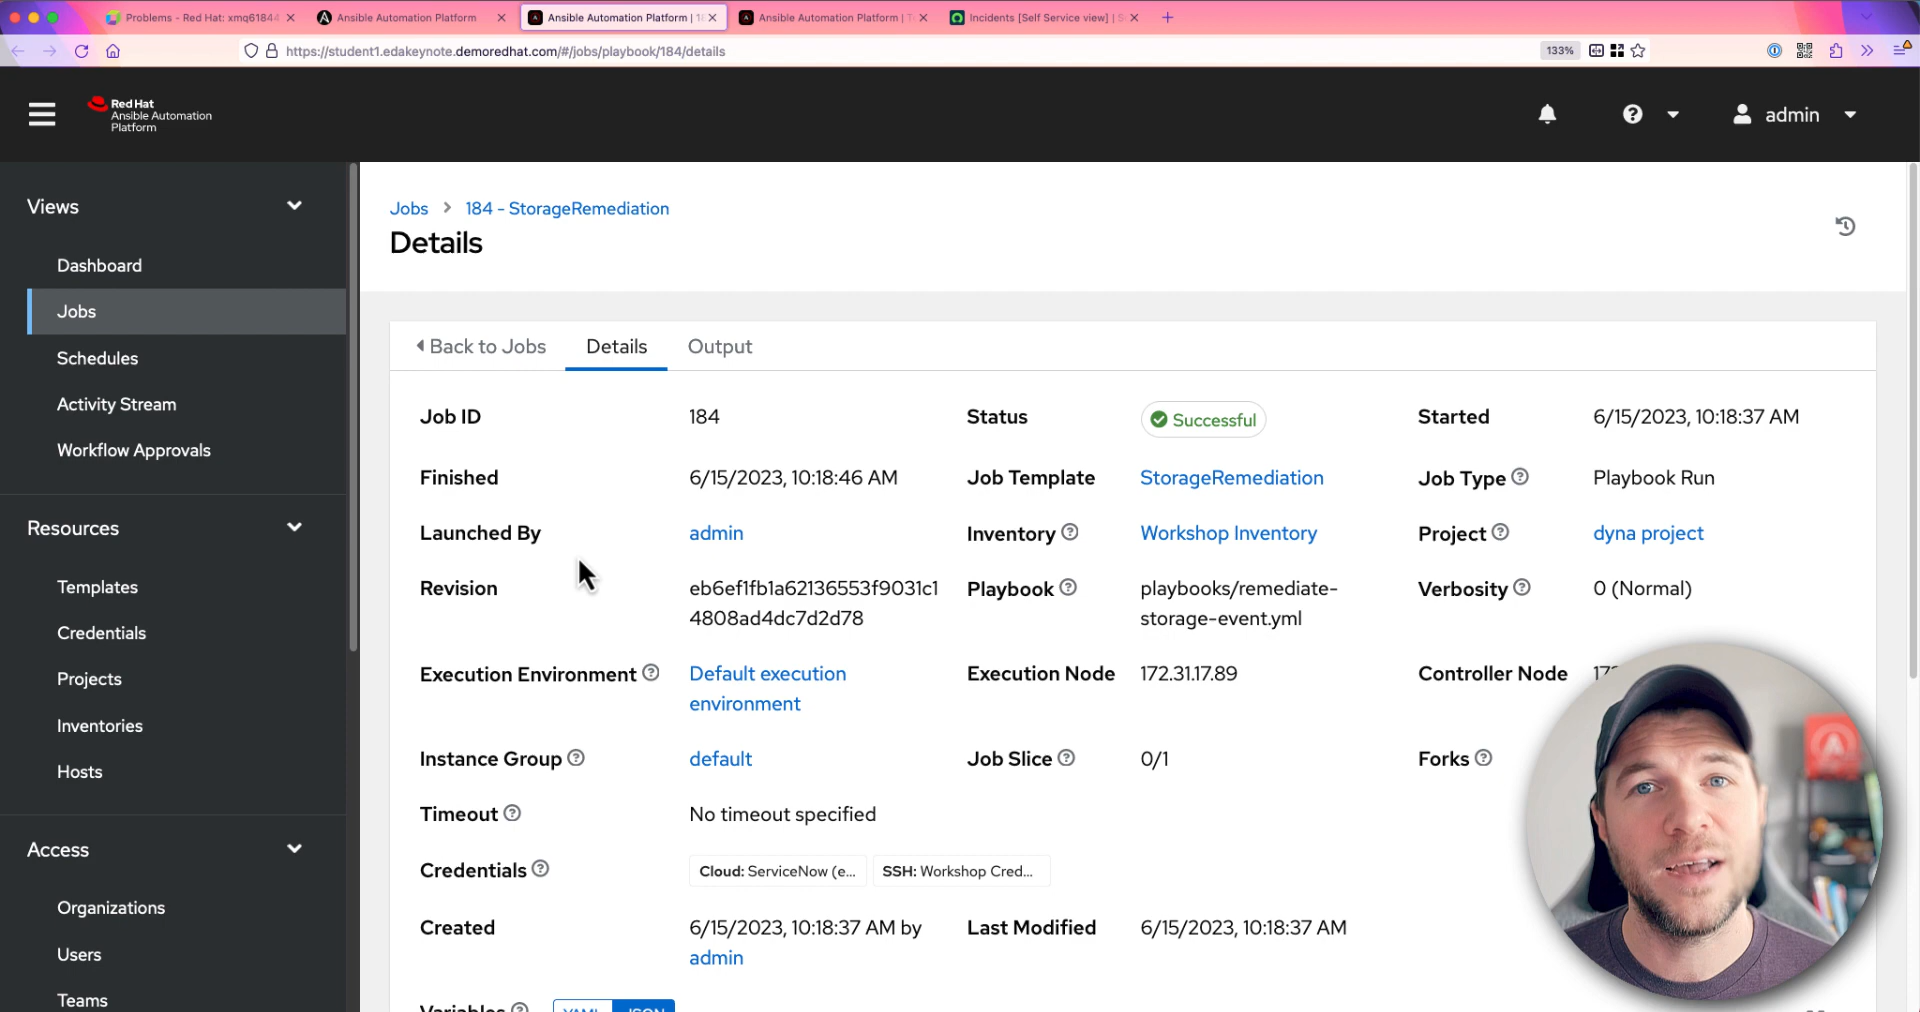 Problems - Red Hat: xmq61844
Ansible Automation Platform
Ansible Automation Platform | 18
Ansible Automation Platform | T
Incidents [Self Service view] | S
https://student1.edakeynote.demoredhat.com/#/jobs/playbook/184/details
133%
Red Hat
Ansible Automation
Platform
admin
Views
Dashboard
Jobs
Schedules
Activity Stream
Workflow Approvals
Resources
Templates
Credentials
Projects
Inventories
Hosts
Access
Organizations
Users
Teams
Jobs > 184 - StorageRemediation
Details
Back to Jobs
Details
Output
Job ID 184
Status Successful
Started 6/15/2023, 10:18:37 AM
Finished 6/15/2023, 10:18:46 AM
Job Template StorageRemediation
Job Type Playbook Run
Launched By admin
Inventory Workshop Inventory
Project dyna project
Revision eb6ef1fb1a62136553f9031c1
4808ad4dc7d2d78
Playbook playbooks/remediate-
storage-event.yml
Verbosity 0 (Normal)
Execution Environment Default execution
environment
Execution Node 172.31.17.89
Controller Node
Instance Group default
Job Slice 0/1
Forks
Timeout No timeout specified
Credentials Cloud: ServiceNow (e... SSH: Workshop Cred...
Created 6/15/2023, 10:18:37 AM by
admin
Last Modified 6/15/2023, 10:18:37 AM
Variables YAML JSON